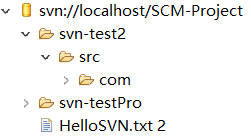 svn://localhost/SCM-Project
svn-test2
src
com
svn-testPro
HelloSVN.txt 2